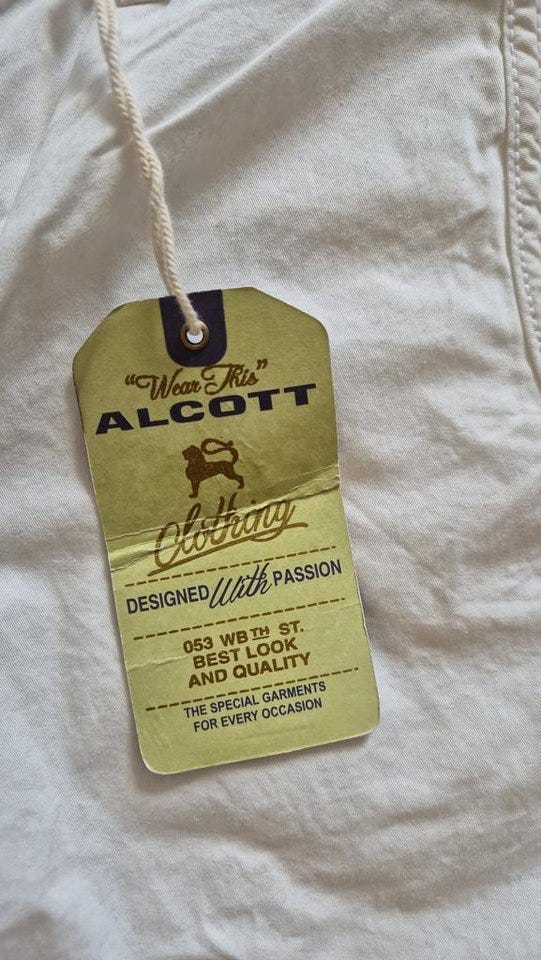 "Wear This"
ALCOTT
Clothing
DESIGNED With PASSION
053 WB TH ST.
BEST LOOK
AND QUALITY
THE SPECIAL GARMENTS
FOR EVERY OCCASION